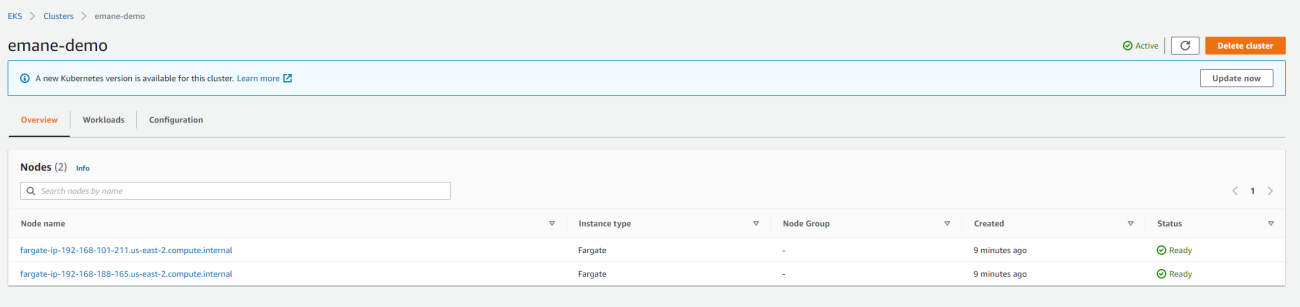 EKS > Clusters > emane-demo
emane-demo
Active
Delete cluster
A new Kubernetes version is available for this cluster. Learn more
Update now
Overview Workloads Configuration
Nodes (2) Info
Search nodes by name
< 1 >
Node name Instance type Node Group Created Status
fargate-ip-192-168-101-211.us-east-2.compute.internal Fargate - 9 minutes ago Ready
fargate-ip-192-168-188-165.us-east-2.compute.internal Fargate - 9 minutes ago Ready